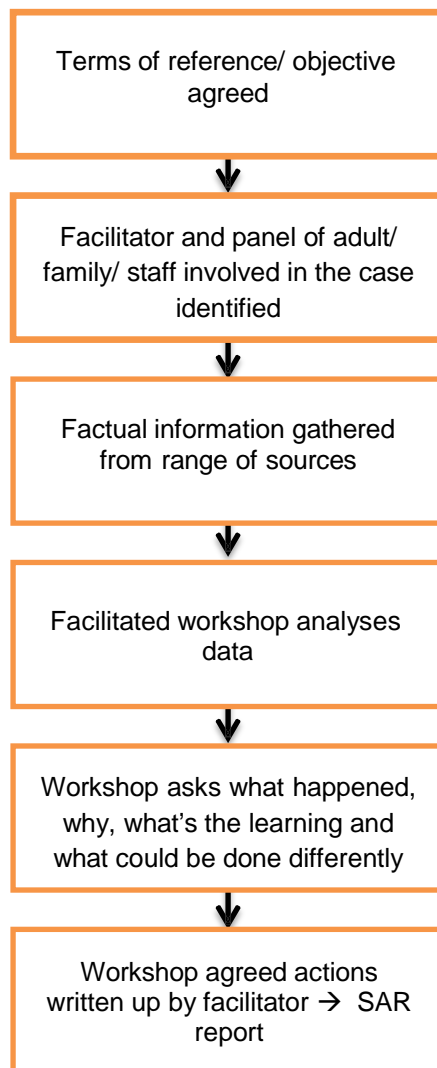 Terms of reference/ objective
agreed
Facilitator and panel of adult/
family/ staff involved in the case
identified
Factual information gathered
from range of sources
Facilitated workshop analyses
data
Workshop asks what happened,
why, what’s the learning and
what could be done differently
Workshop agreed actions
written up by facilitator → SAR
report